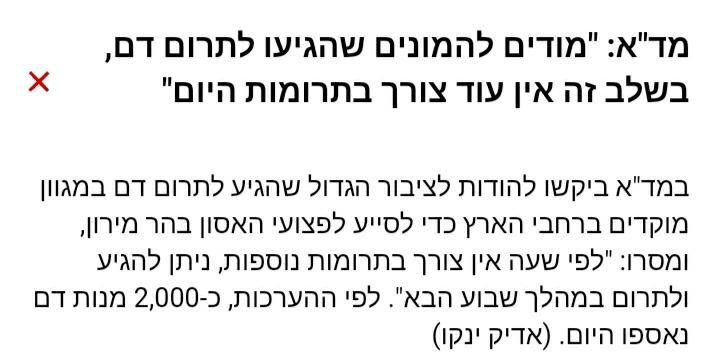 מד"א: "מודים להמונים שהגיעו לתרום דם,
בשלב זה אין עוד צורך בתרומות היום"
במד"א ביקשו להודות לציבור הגדול שהגיע לתרום דם במגוון
מוקדים ברחבי הארץ כדי לסייע לפצועי האסון בהר מירון,
ומסרו: "לפי שעה אין צורך בתרומות נוספות, ניתן להגיע
ולתרום במהלך שבוע הבא". לפי ההערכות, כ-2,000 מנות דם
נאספו היום. (אדיק ינקו)